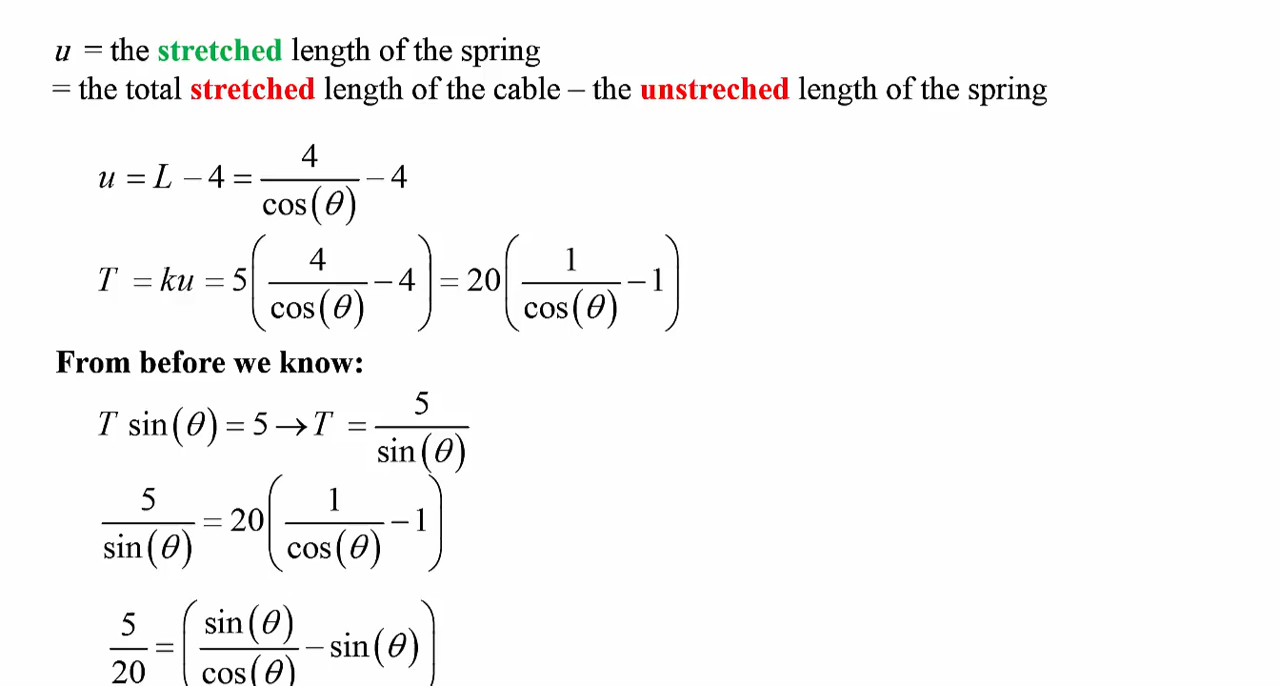 u = the stretched length of the spring
= the total stretched length of the cable – the unstreched length of the spring
u = L − 4 = 4/cos(θ) − 4
T = ku = 5(4/cos(θ) − 4) = 20(1/cos(θ) − 1)
From before we know:
T sin(θ) = 5 → T = 5/sin(θ)
5/sin(θ) = 20(1/cos(θ) − 1)
5/20 = (sin(θ)/cos(θ) − sin(θ))